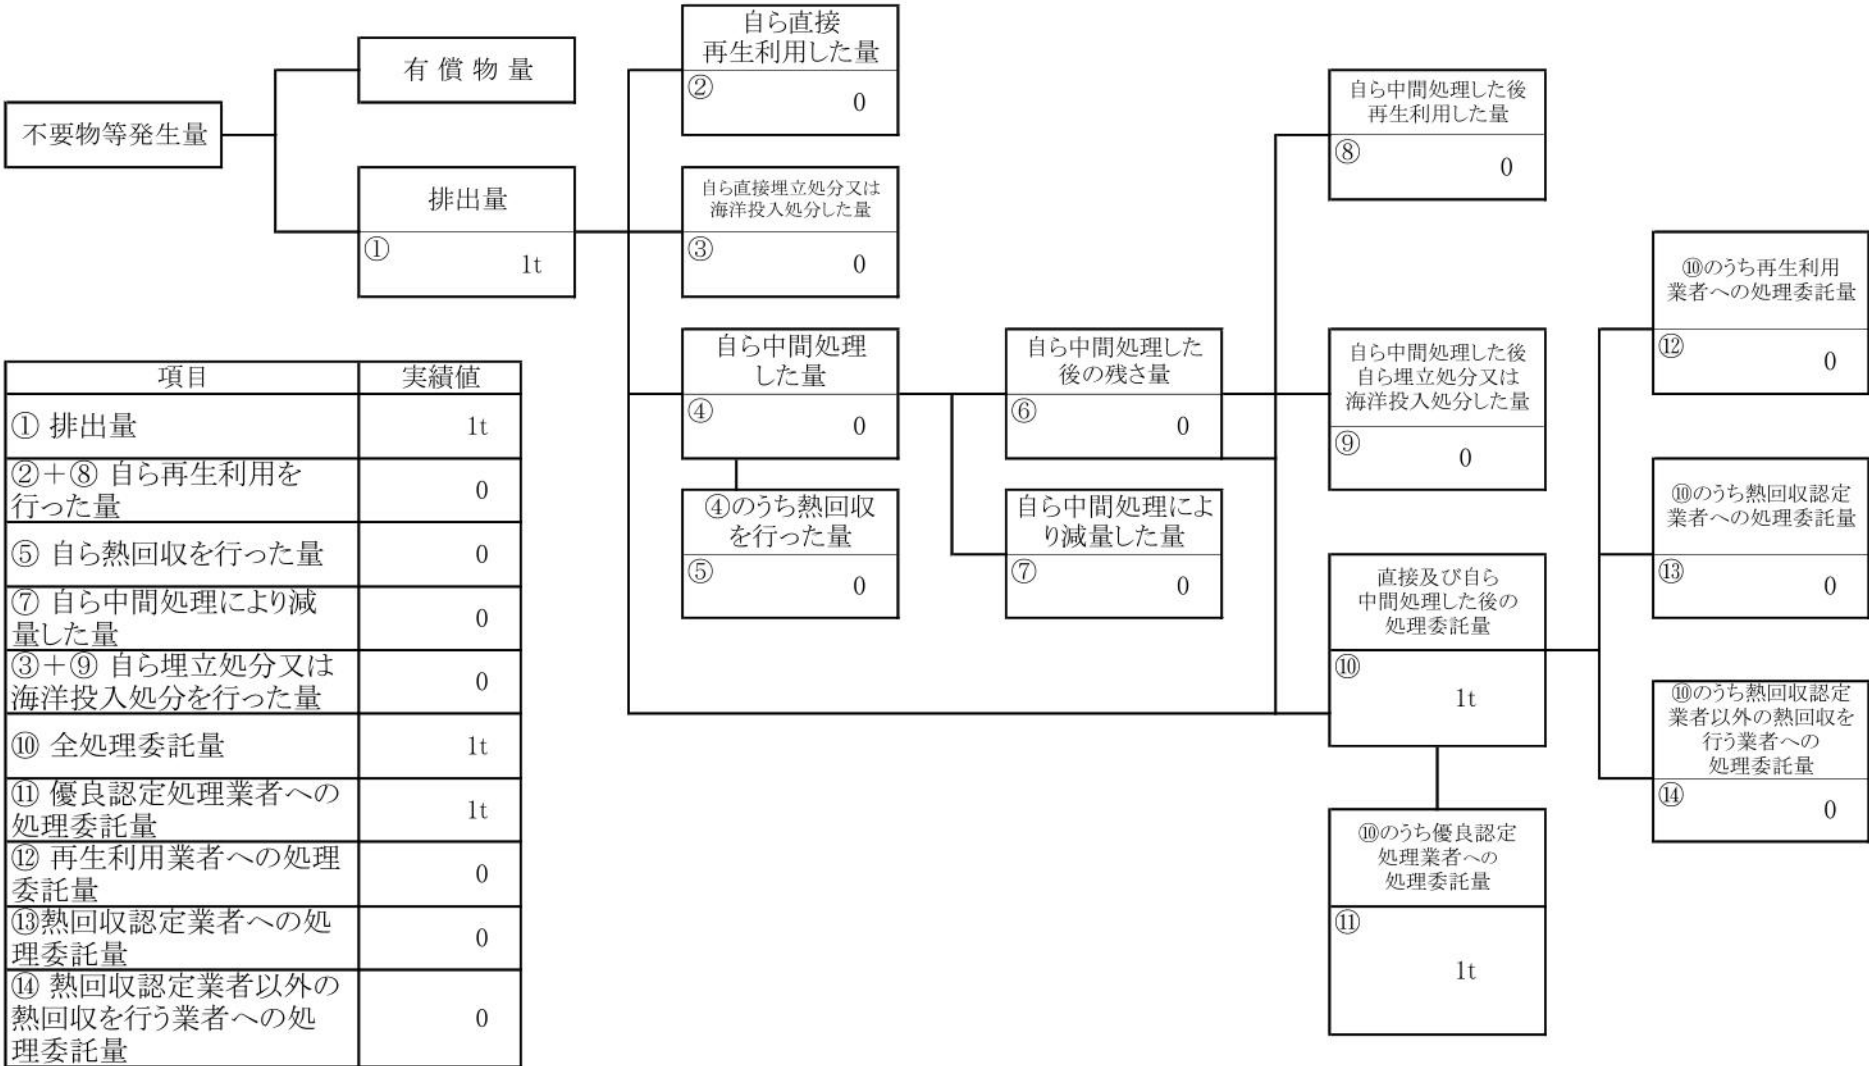 不要物等発生量
有 償 物 量
排出量
①
1t
自ら直接
再生利用した量
②
0
自ら直接埋立処分又は
海洋投入処分した量
③
0
自ら中間処理
した量
④
0
④のうち熱回収
を行った量
⑤
0
自ら中間処理した
後の残さ量
⑥
0
自ら中間処理によ
り減量した量
⑦
0
自ら中間処理した後
再生利用した量
⑧
0
自ら中間処理した後
自ら埋立処分又は
海洋投入処分した量
⑨
0
直接及び自ら
中間処理した後の
処理委託量
⑩
1t
⑩のうち優良認定
処理業者への
処理委託量
⑪
1t
⑩のうち再生利用
業者への処理委託量
⑫
0
⑩のうち熱回収認定
業者への処理委託量
⑬
0
⑩のうち熱回収認定
業者以外の熱回収を
行う業者への
処理委託量
⑭
0
項目 実績値
① 排出量 1t
②＋⑧ 自ら再生利用を
行った量 0
⑤ 自ら熱回収を行った量 0
⑦ 自ら中間処理により減
量した量 0
③＋⑨ 自ら埋立処分又は
海洋投入処分を行った量 0
⑩ 全処理委託量 1t
⑪ 優良認定処理業者への
処理委託量 1t
⑫ 再生利用業者への処理
委託量 0
⑬熱回収認定業者への処
理委託量 0
⑭ 熱回収認定業者以外の
熱回収を行う業者への処
理委託量 0